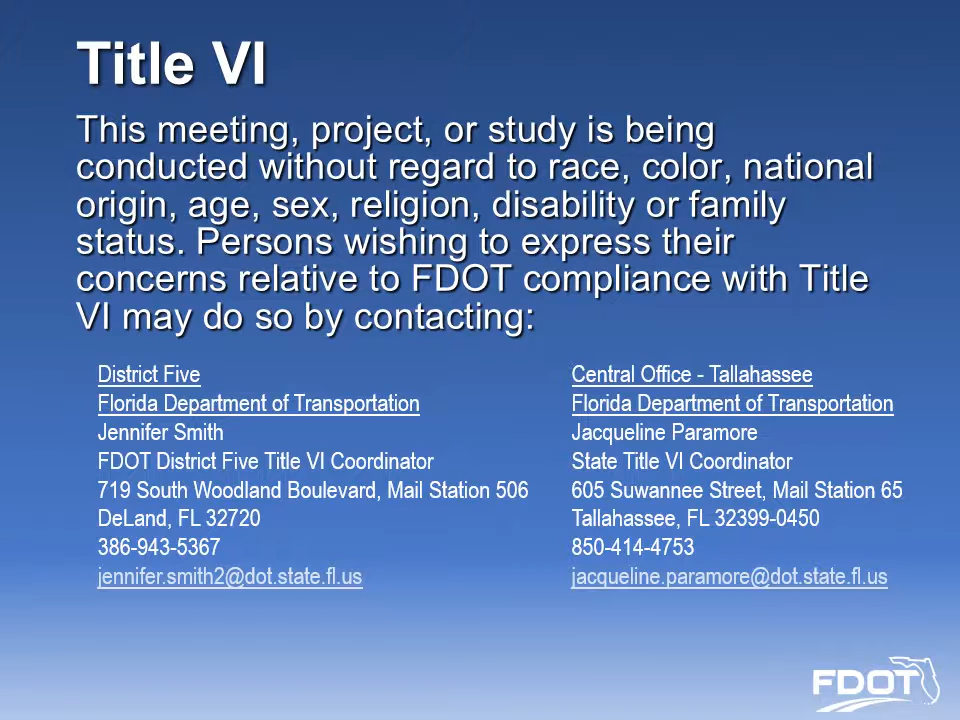 Title VI
This meeting, project, or study is being
conducted without regard to race, color, national
origin, age, sex, religion, disability or family
status. Persons wishing to express their
concerns relative to FDOT compliance with Title
VI may do so by contacting:
District Five
Florida Department of Transportation
Jennifer Smith
FDOT District Five Title VI Coordinator
719 South Woodland Boulevard, Mail Station 506
DeLand, FL 32720
386-943-5367
jennifer.smith2@dot.state.fl.us
Central Office - Tallahassee
Florida Department of Transportation
Jacqueline Paramore
State Title VI Coordinator
605 Suwannee Street, Mail Station 65
Tallahassee, FL 32399-0450
850-414-4753
jacqueline.paramore@dot.state.fl.us
FDOT